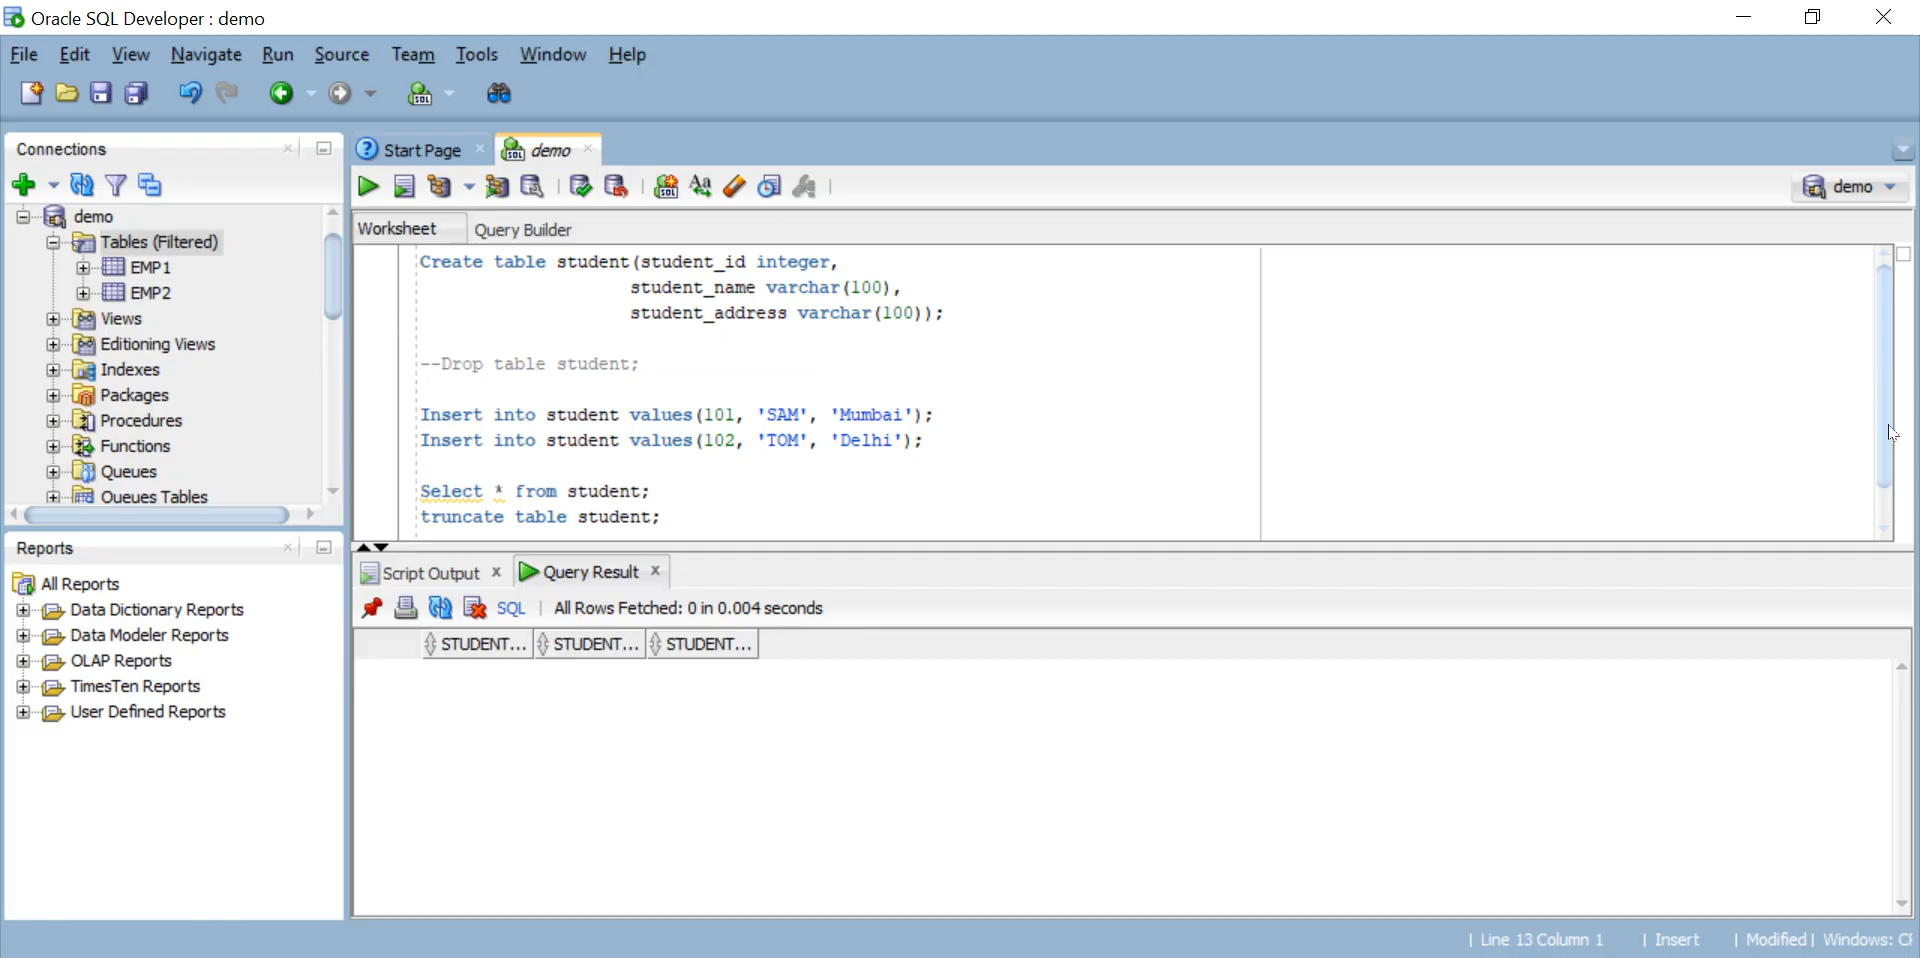 Oracle SQL Developer : demo
File Edit View Navigate Run Source Team Tools Window Help
SQL
Connections
Start Page
SQL demo
SQL
demo
demo
Worksheet
Query Builder
Tables (Filtered)
EMP1
EMP2
Views
Editioning Views
Indexes
Packages
Procedures
Functions
Queues
Queues Tables
Create table student(student_id integer,
student_name varchar(100),
student_address varchar(100));
--Drop table student;
Insert into student values(101, 'SAM', 'Mumbai');
Insert into student values(102, 'TOM', 'Delhi');
Select * from student;
truncate table student;
Reports
All Reports
Data Dictionary Reports
Data Modeler Reports
OLAP Reports
TimesTen Reports
User Defined Reports
Script Output
Query Result
SQL
All Rows Fetched: 0 in 0.004 seconds
STUDENT... STUDENT... STUDENT...
| Line 13 Column 1 | Insert | Modified | Windows: